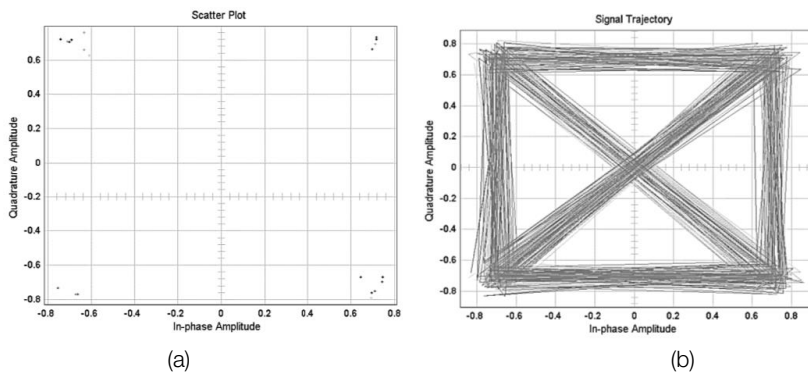 Scatter Plot
Quadrature Amplitude
0.6
0.4
0.2
0
-0.2
-0.4
-0.6
-0.8
-0.8 -0.6 -0.4 -0.2 0 0.2 0.4 0.6 0.8
In-phase Amplitude
(a)
Signal Trajectory
Quadrature Amplitude
0.8
0.6
0.4
0.2
0
-0.2
-0.4
-0.6
-0.8
-0.8 -0.6 -0.4 -0.2 0 0.2 0.4 0.6 0.8
In-phase Amplitude
(b)